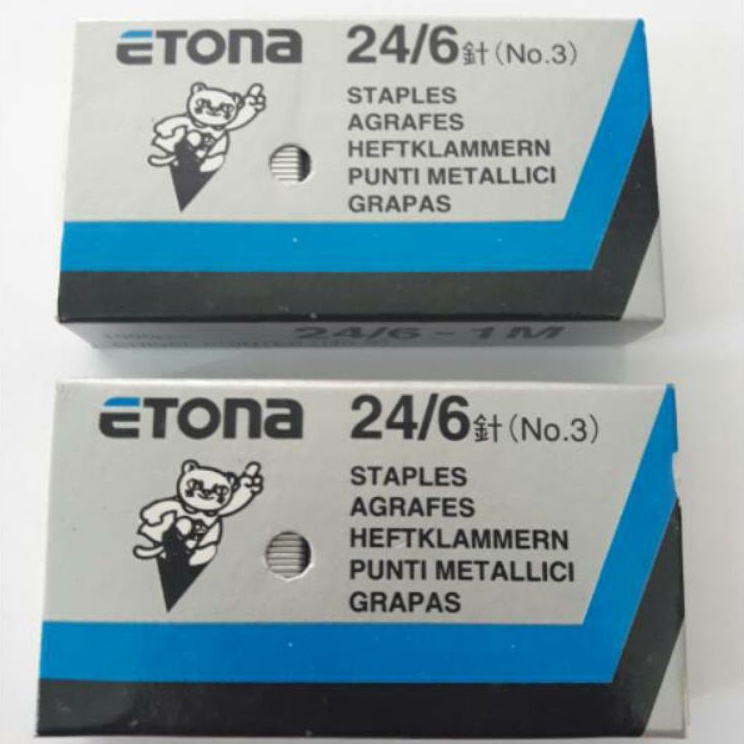 ETONA
24/6針(No.3)
STAPLES
AGRAFES
HEFTKLAMMERN
PUNTI METALLICI
GRAPAS
24/6-1M
ETONA
24/6針(No.3)
STAPLES
AGRAFES
HEFTKLAMMERN
PUNTI METALLICI
GRAPAS